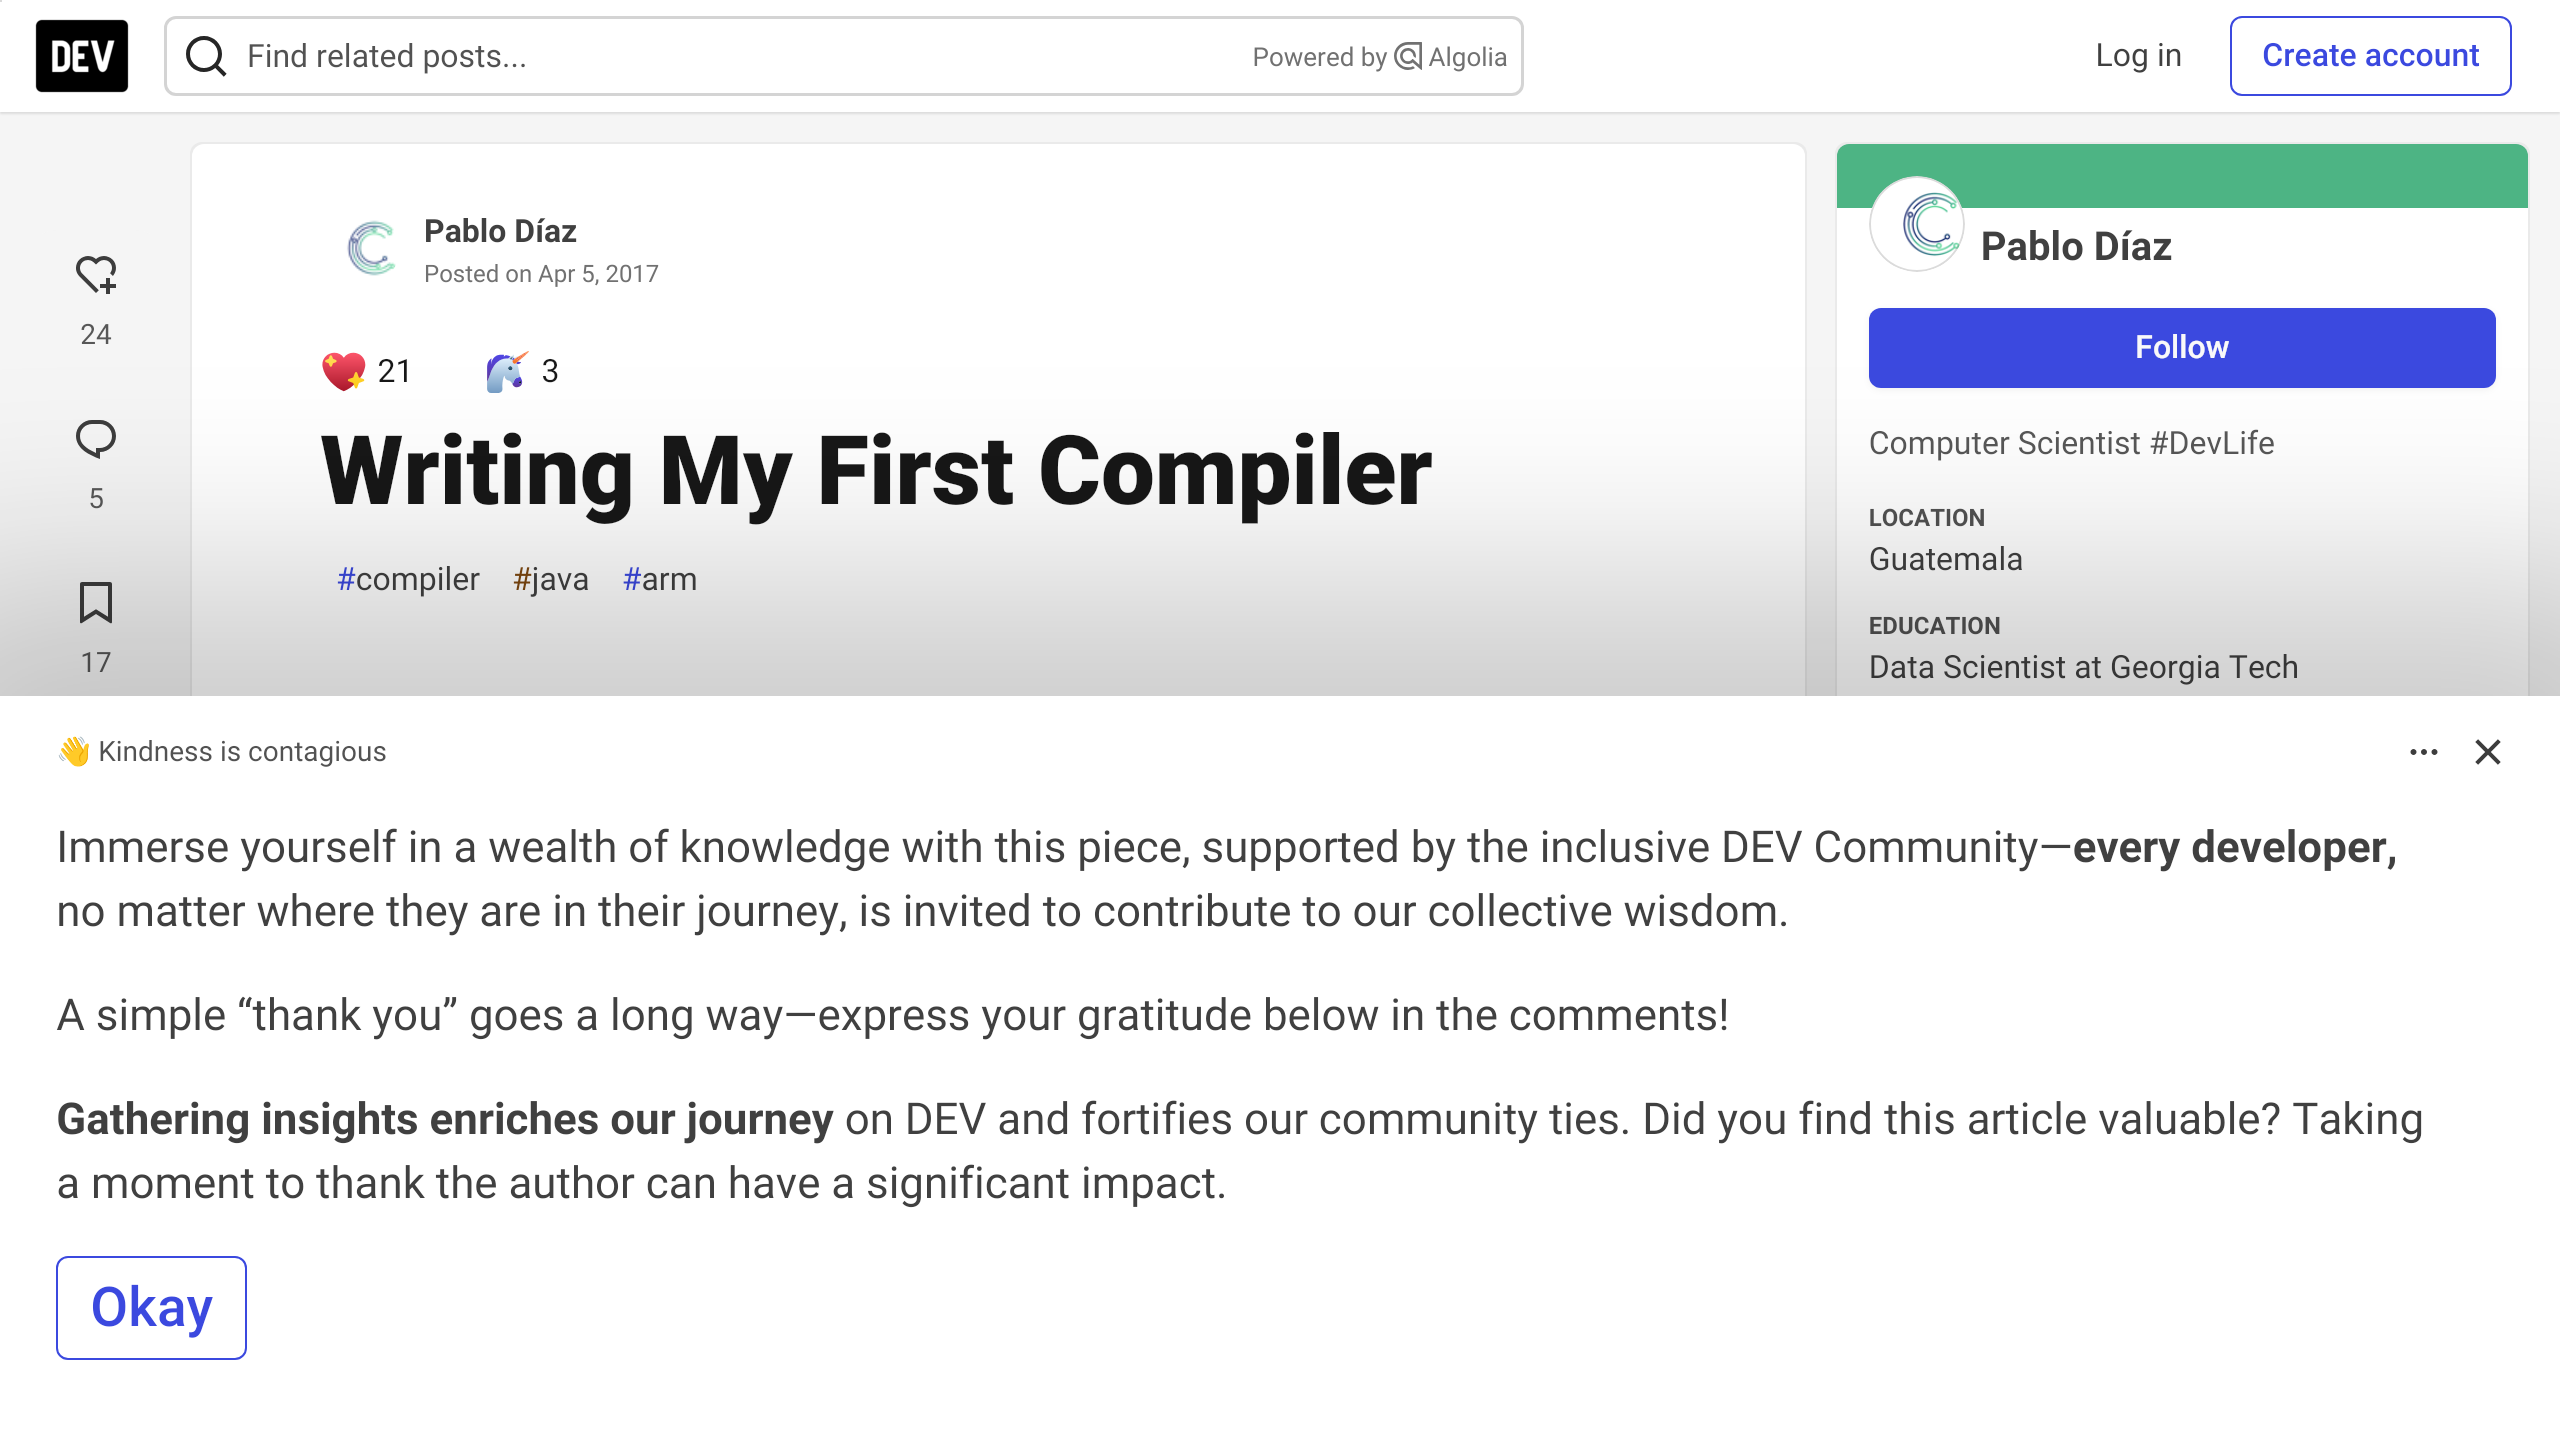 DEV
Find related posts...
Powered by Algolia
Log in
Create account
24
5
17
Pablo Díaz
Posted on Apr 5, 2017
21
3
Writing My First Compiler
#compiler #java #arm
Pablo Díaz
Follow
Computer Scientist #DevLife
LOCATION
Guatemala
EDUCATION
Data Scientist at Georgia Tech
👋 Kindness is contagious
Immerse yourself in a wealth of knowledge with this piece, supported by the inclusive DEV Community—every developer,
no matter where they are in their journey, is invited to contribute to our collective wisdom.
A simple “thank you” goes a long way—express your gratitude below in the comments!
Gathering insights enriches our journey on DEV and fortifies our community ties. Did you find this article valuable? Taking
a moment to thank the author can have a significant impact.
Okay